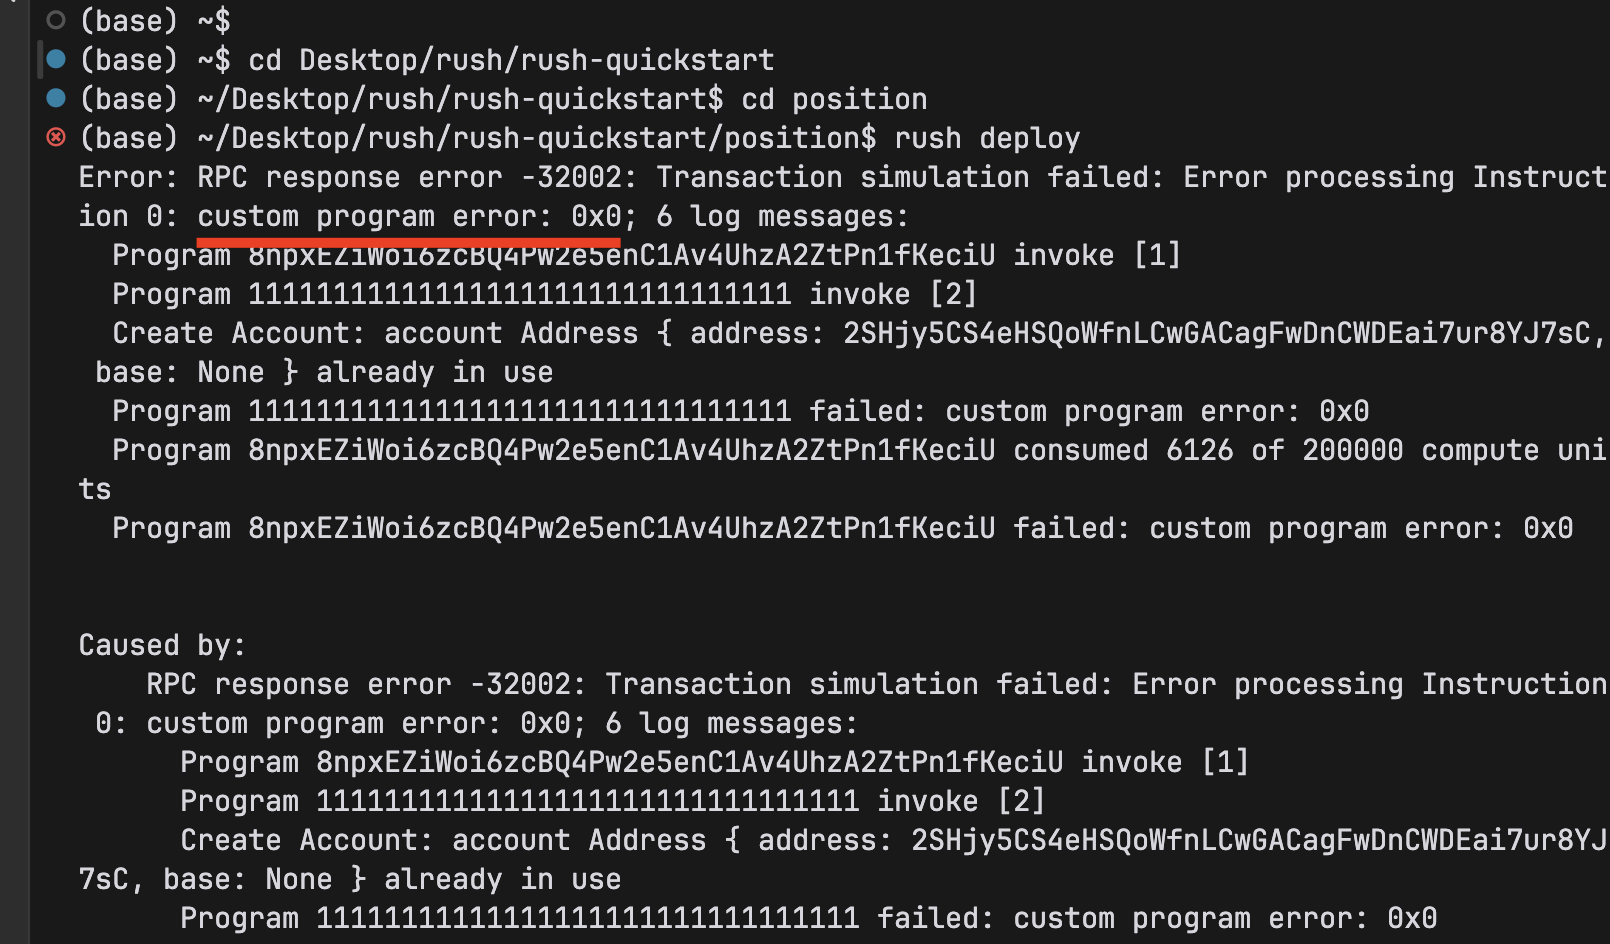 (base) ~$
(base) ~$ cd Desktop/rush/rush-quickstart
(base) ~/Desktop/rush/rush-quickstart$ cd position
(base) ~/Desktop/rush/rush-quickstart/position$ rush deploy
Error: RPC response error -32002: Transaction simulation failed: Error processing Instruct
ion 0: custom program error: 0x0; 6 log messages:
Program 8npxEZiWoi6zcBQ4Pw2e5enC1Av4UhzA2ZtPn1fKeciU invoke [1]
Program 11111111111111111111111111111111 invoke [2]
Create Account: account Address { address: 2SHjy5CS4eHSQoWfnLCwGACagFwDnCWDEai7ur8YJ7sC,
base: None } already in use
Program 11111111111111111111111111111111 failed: custom program error: 0x0
Program 8npxEZiWoi6zcBQ4Pw2e5enC1Av4UhzA2ZtPn1fKeciU consumed 6126 of 200000 compute uni
ts
Program 8npxEZiWoi6zcBQ4Pw2e5enC1Av4UhzA2ZtPn1fKeciU failed: custom program error: 0x0
Caused by:
RPC response error -32002: Transaction simulation failed: Error processing Instruction
0: custom program error: 0x0; 6 log messages:
Program 8npxEZiWoi6zcBQ4Pw2e5enC1Av4UhzA2ZtPn1fKeciU invoke [1]
Program 11111111111111111111111111111111 invoke [2]
Create Account: account Address { address: 2SHjy5CS4eHSQoWfnLCwGACagFwDnCWDEai7ur8YJ
7sC, base: None } already in use
Program 11111111111111111111111111111111 failed: custom program error: 0x0